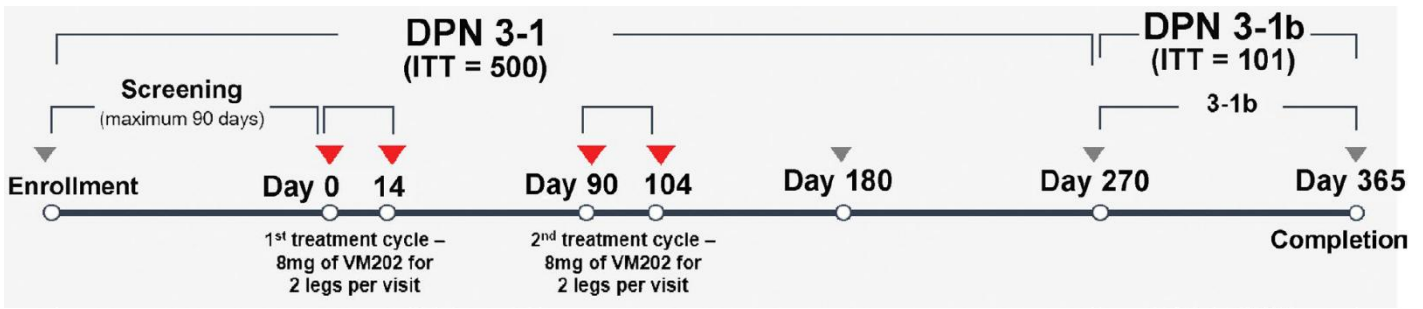 DPN 3-1
(ITT = 500)
DPN 3-1b
(ITT = 101)
Screening
(maximum 90 days)
3-1b
Enrollment
Day 0
14
Day 90
104
Day 180
Day 270
Day 365
1st treatment cycle –
8mg of VM202 for
2 legs per visit
2nd treatment cycle –
8mg of VM202 for
2 legs per visit
Completion